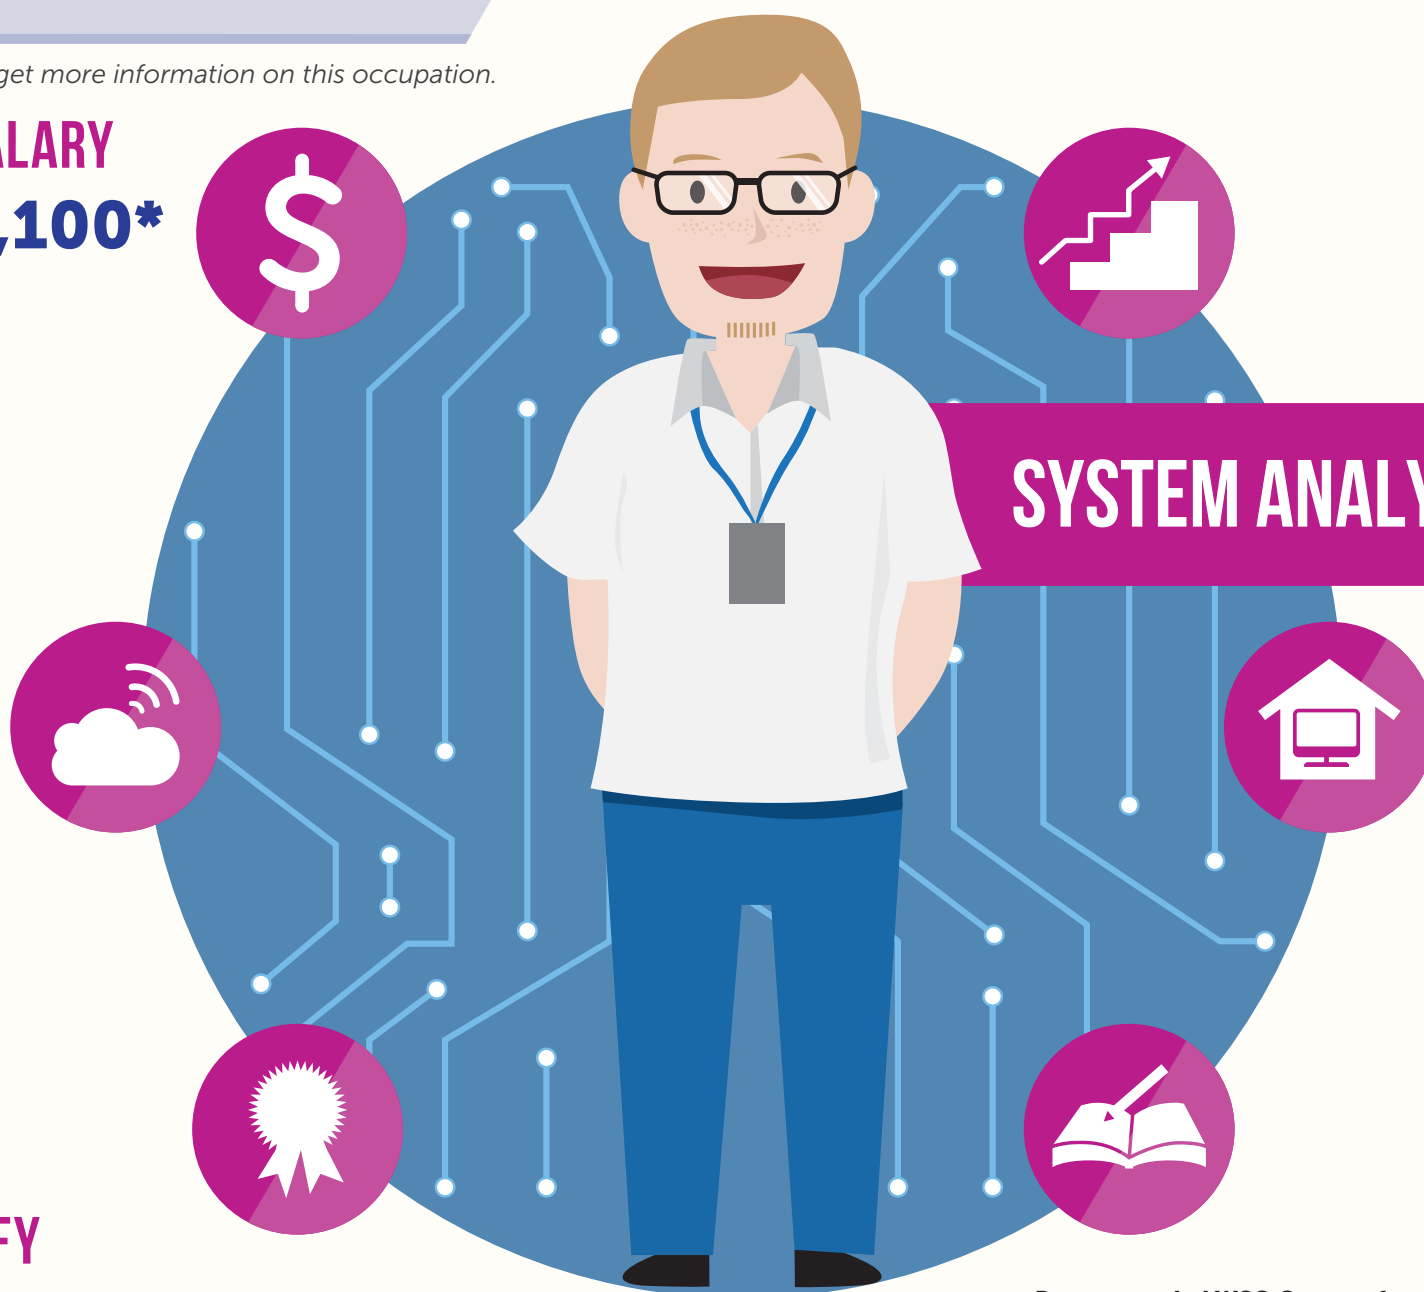 get more information on this occupation.
ALARY
,100*
SYSTEM ANALY
FY